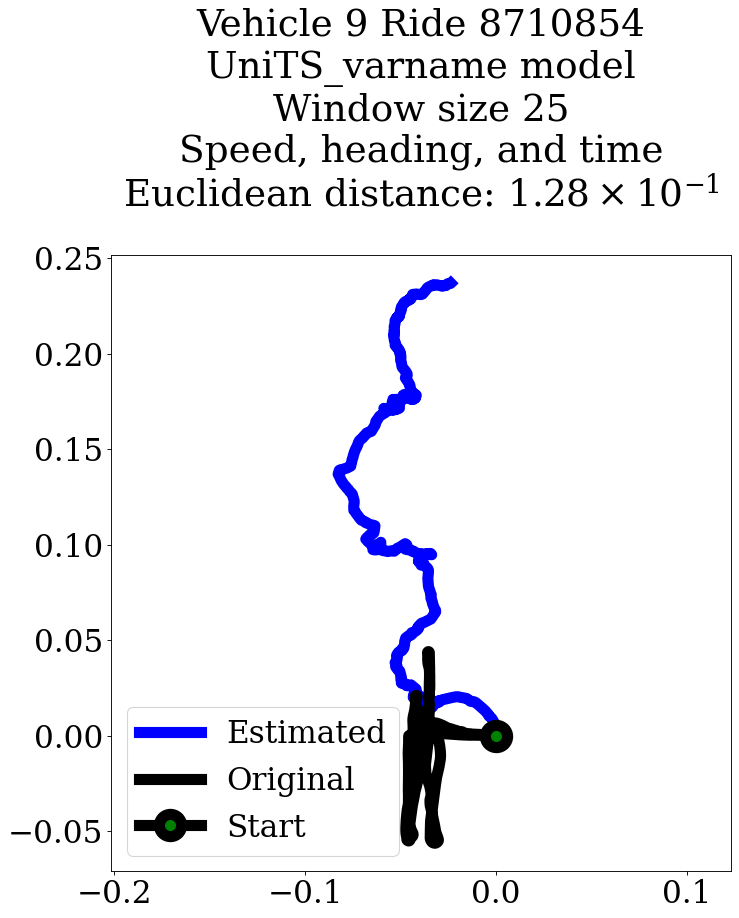 Vehicle 9 Ride 8710854
UniTS_varname model
Window size 25
Speed, heading, and time
Euclidean distance: 1.28 × 10⁻¹
0.25
0.20
0.15
0.10
0.05
0.00
−0.05
Estimated
Original
Start
−0.2
−0.1
0.0
0.1